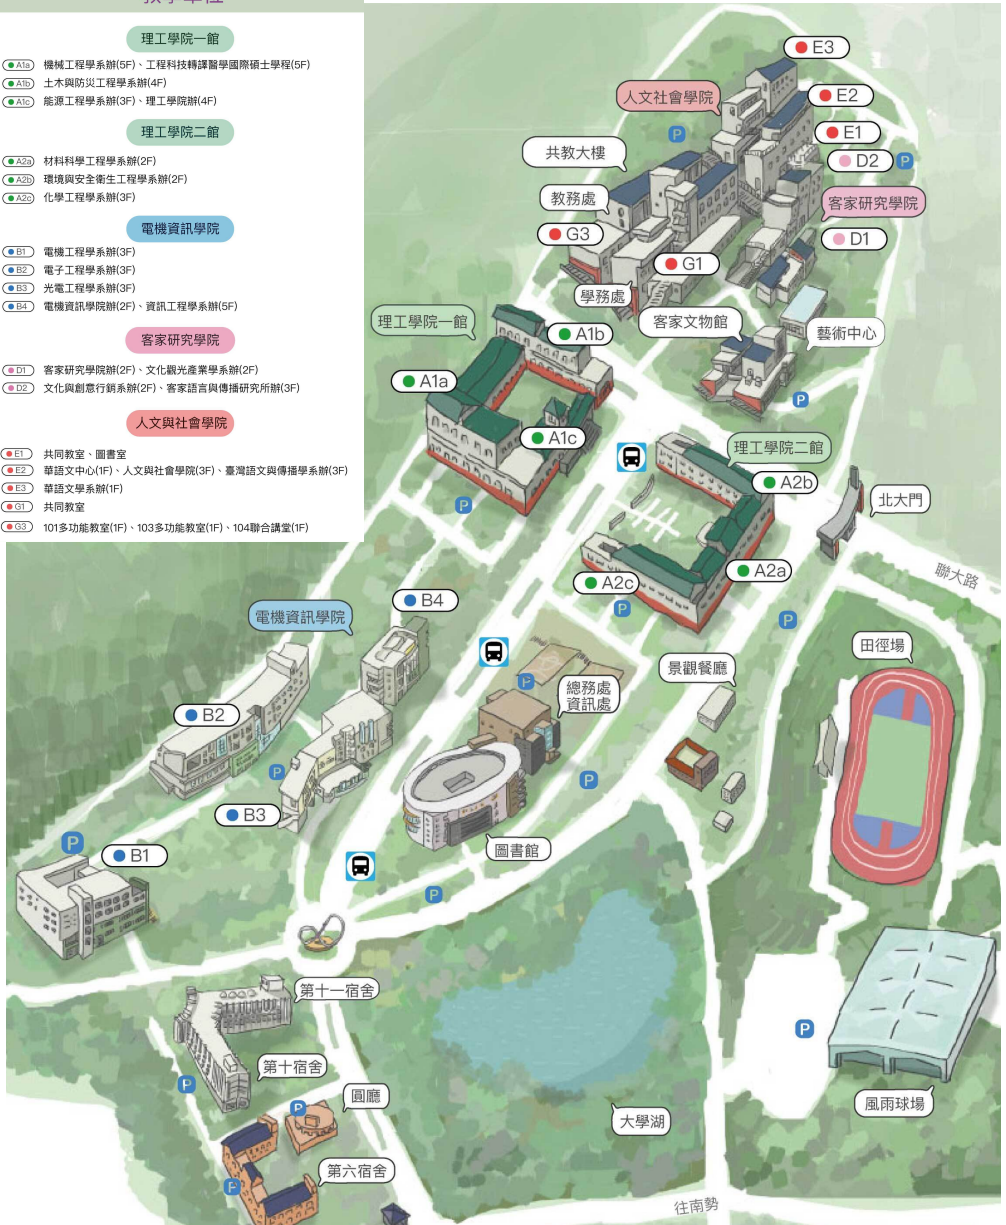 教學單位
理工學院一館
A1a 機械工程學系辦(5F)、工程科技轉譯醫學國際碩士學程(5F)
A1b 土木與防災工程學系辦(4F)
A1c 能源工程學系辦(3F)、理工學院辦(4F)
理工學院二館
A2a 材料科學工程學系辦(2F)
A2b 環境與安全衛生工程學系辦(2F)
A2c 化學工程學系辦(3F)
電機資訊學院
B1 電機工程學系辦(3F)
B2 電子工程學系辦(3F)
B3 光電工程學系辦(3F)
B4 電機資訊學院辦(2F)、資訊工程學系辦(5F)
客家研究學院
D1 客家研究學院辦(2F)、文化觀光產業學系辦(2F)
D2 文化與創意行銷系辦(2F)、客家語言與傳播研究所辦(3F)
人文與社會學院
E1 共同教室、圖書室
E2 華語文中心(1F)、人文與社會學院(3F)、臺灣語文與傳播學系辦(3F)
E3 華語文學系辦(1F)
G1 共同教室
G3 101多功能教室(1F)、103多功能教室(1F)、104聯合講堂(1F)
E3
人文社會學院
E2
P
E1
共教大樓
D2
P
教務處
客家研究學院
G3
D1
G1
學務處
理工學院一館
客家文物館
藝術中心
A1b
A1a
P
A1c
理工學院二館
A2b
P
北大門
A2a
聯大路
A2c
P
B4
電機資訊學院
P
田徑場
景觀餐廳
P
總務處
資訊處
B2
P
P
B3
P
圖書館
B1
P
第十一宿舍
P
第十宿舍
P
圓廳
P
風雨球場
大學湖
第六宿舍
P
往南勢